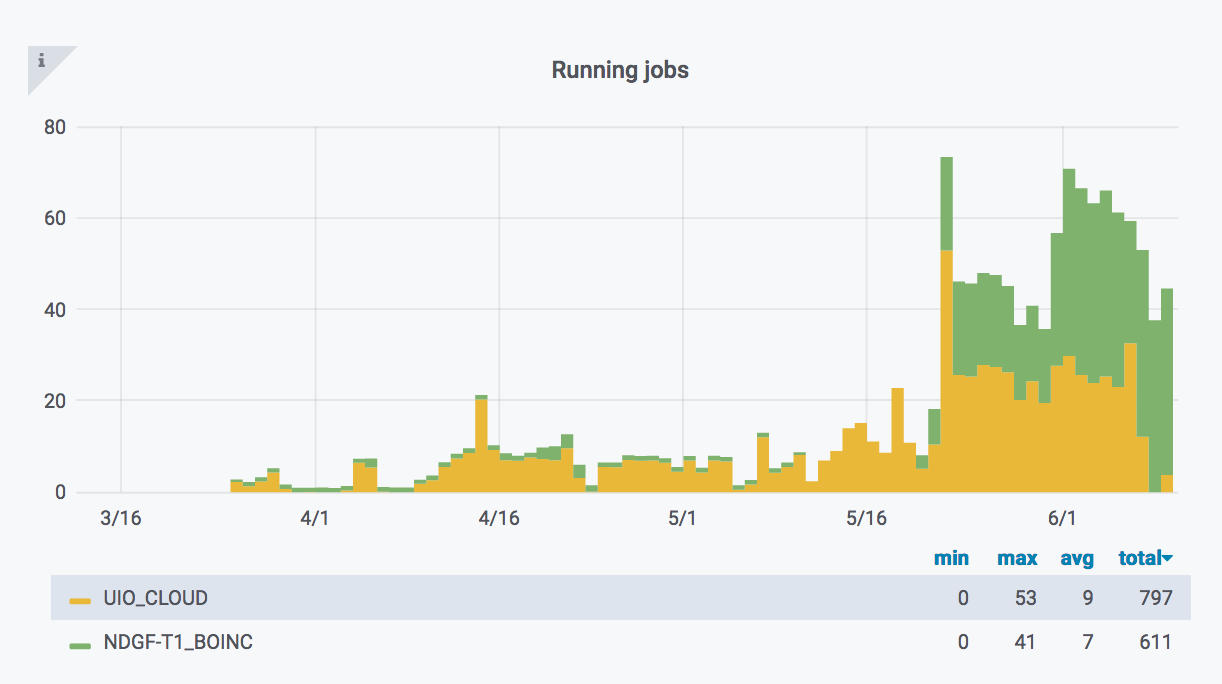 i
Running jobs
80
60
40
20
0
3/16 4/1 4/16 5/1 5/16 6/1
min max avg total
UIO_CLOUD 0 53 9 797
NDGF-T1_BOINC 0 41 7 611